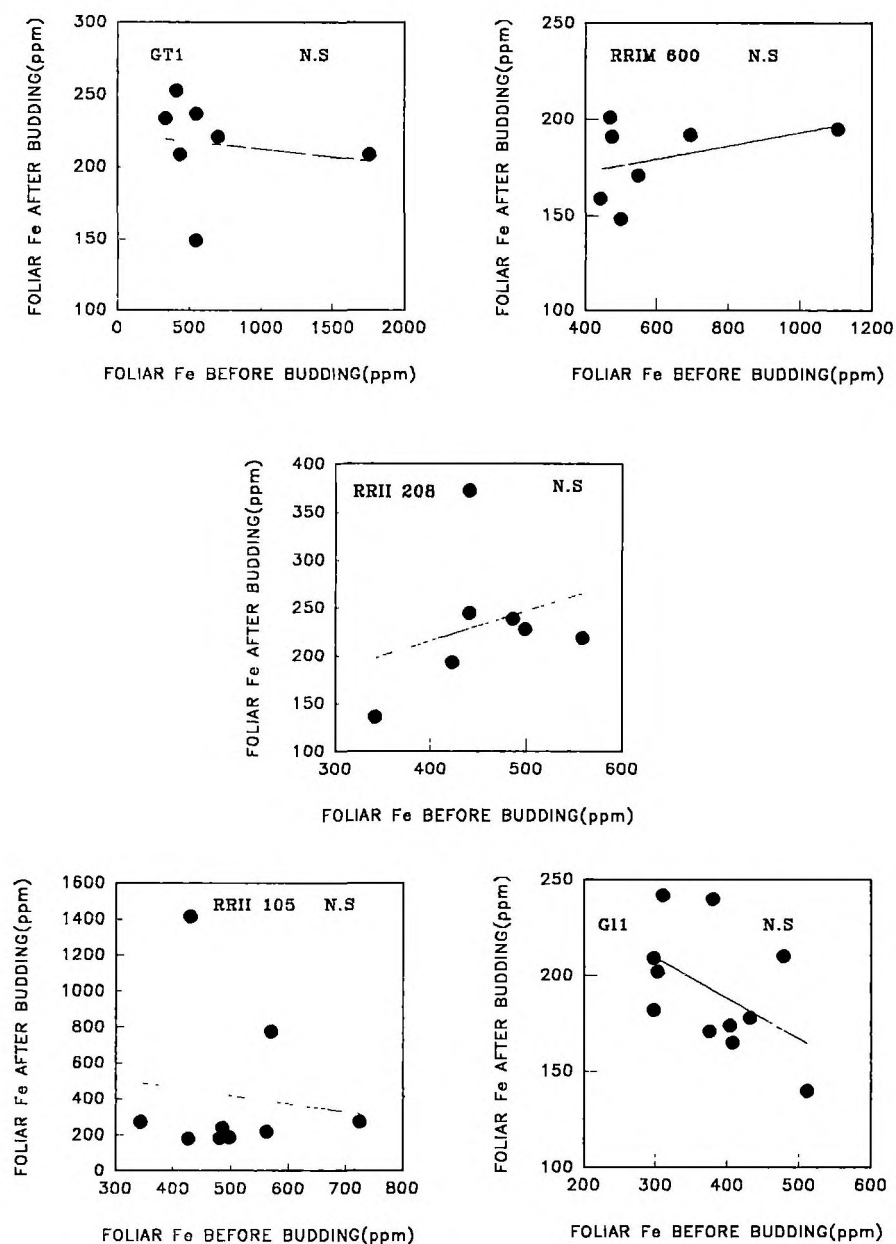 300
250
200
150
100
FOLIAR Fe AFTER BUDDING(ppm)
GT1 N.S
0 500 1000 1500 2000
FOLIAR Fe BEFORE BUDDING(ppm)
250
200
150
100
FOLIAR Fe AFTER BUDDING(ppm)
RRIM 600 N.S
400 600 800 1000 1200
FOLIAR Fe BEFORE BUDDING(ppm)
400
350
300
250
200
150
100
FOLIAR Fe AFTER BUDDING(ppm)
RRII 208 N.S
300 400 500 600
FOLIAR Fe BEFORE BUDDING(ppm)
1600
1400
1200
1000
800
600
400
200
0
FOLIAR Fe AFTER BUDDING(ppm)
RRII 105 N.S
300 400 500 600 700 800
FOLIAR Fe BEFORE BUDDING(ppm)
250
200
150
100
FOLIAR Fe AFTER BUDDING(ppm)
Gl1 N.S
200 300 400 500 600
FOLIAR Fe BEFORE BUDDING(ppm)